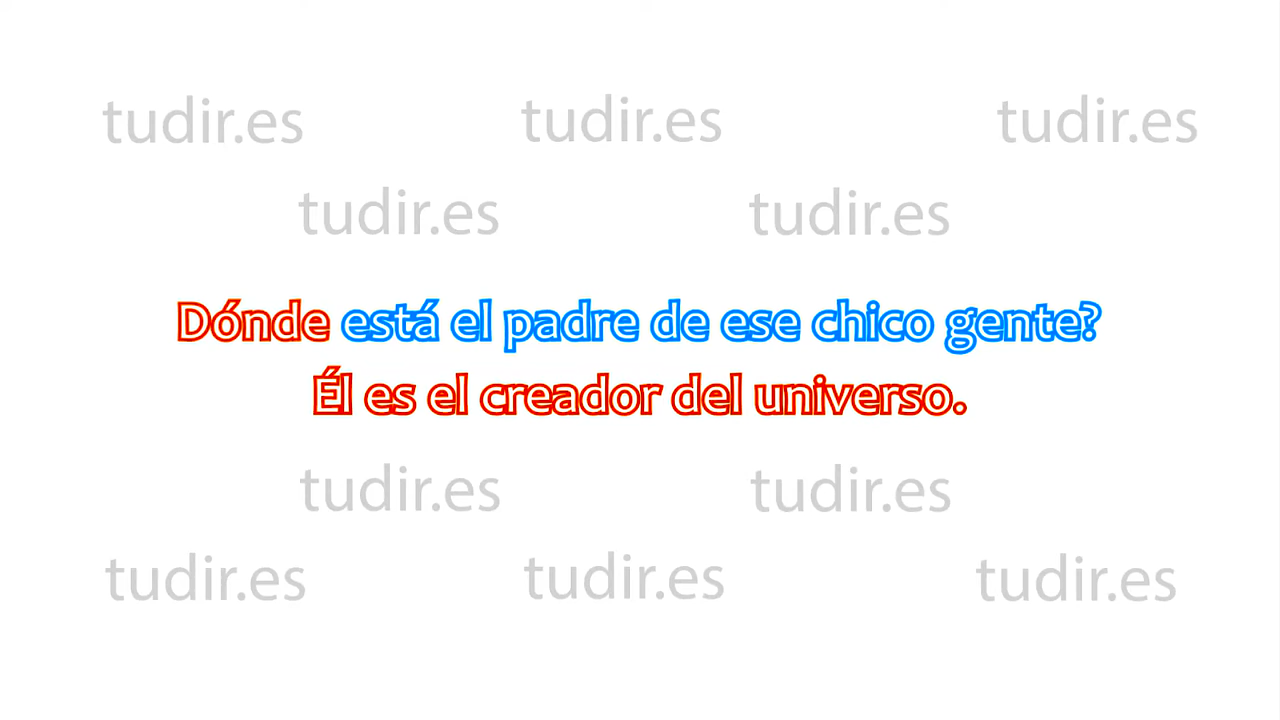 tudir.es tudir.es tudir.es
tudir.es tudir.es
Dónde está el padre de ese chico gente?
Él es el creador del universo.
tudir.es tudir.es
tudir.es tudir.es tudir.es